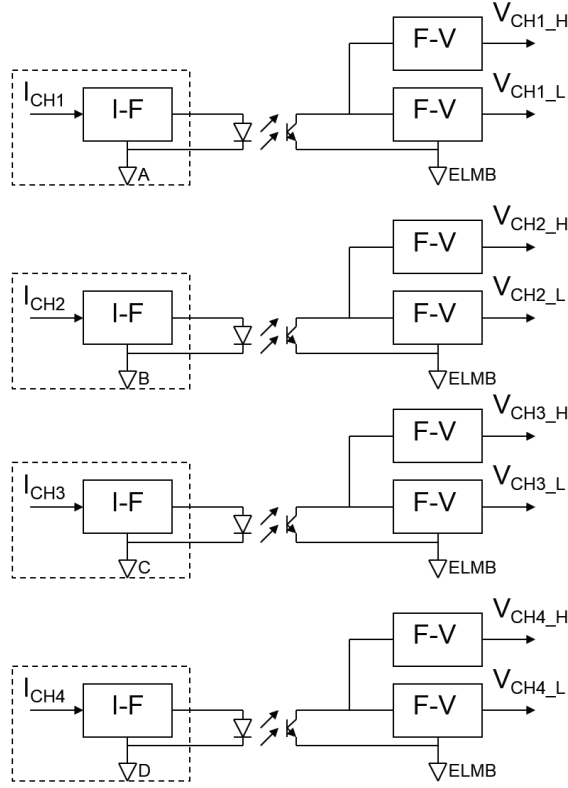 V_CH1_H
F-V
I_CH1
I-F
F-V
V_CH1_L
A
ELMB
V_CH2_H
F-V
I_CH2
I-F
F-V
V_CH2_L
B
ELMB
V_CH3_H
F-V
I_CH3
I-F
F-V
V_CH3_L
C
ELMB
V_CH4_H
F-V
I_CH4
I-F
F-V
V_CH4_L
D
ELMB